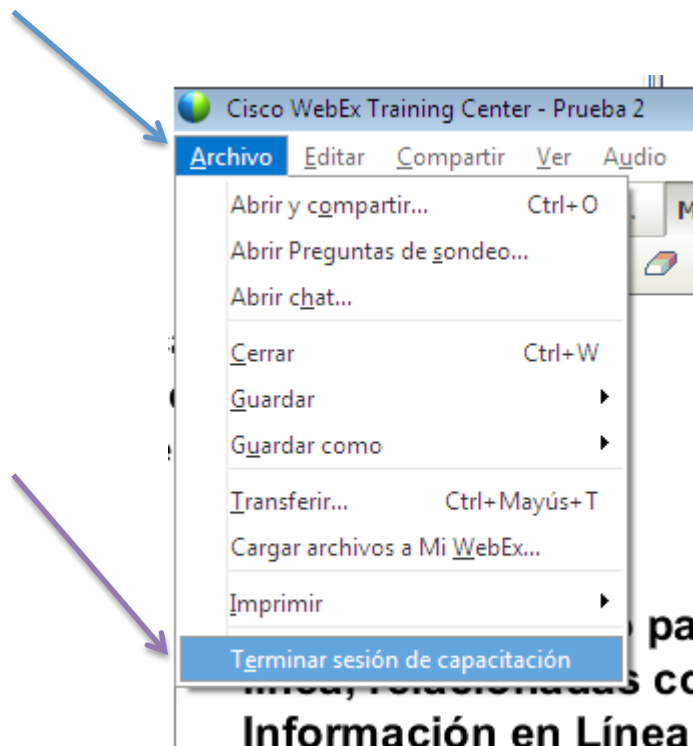 Cisco WebEx Training Center - Prueba 2
Archivo Editar Compartir Ver Audio
Abrir y compartir... Ctrl+O
M
Abrir Preguntas de sondeo...
Abrir chat...
Cerrar Ctrl+W
Guardar
Guardar como
Transferir... Ctrl+Mayús+T
Cargar archivos a Mi WebEx...
Imprimir
pa
Terminar sesión de capacitación
Información en Línea